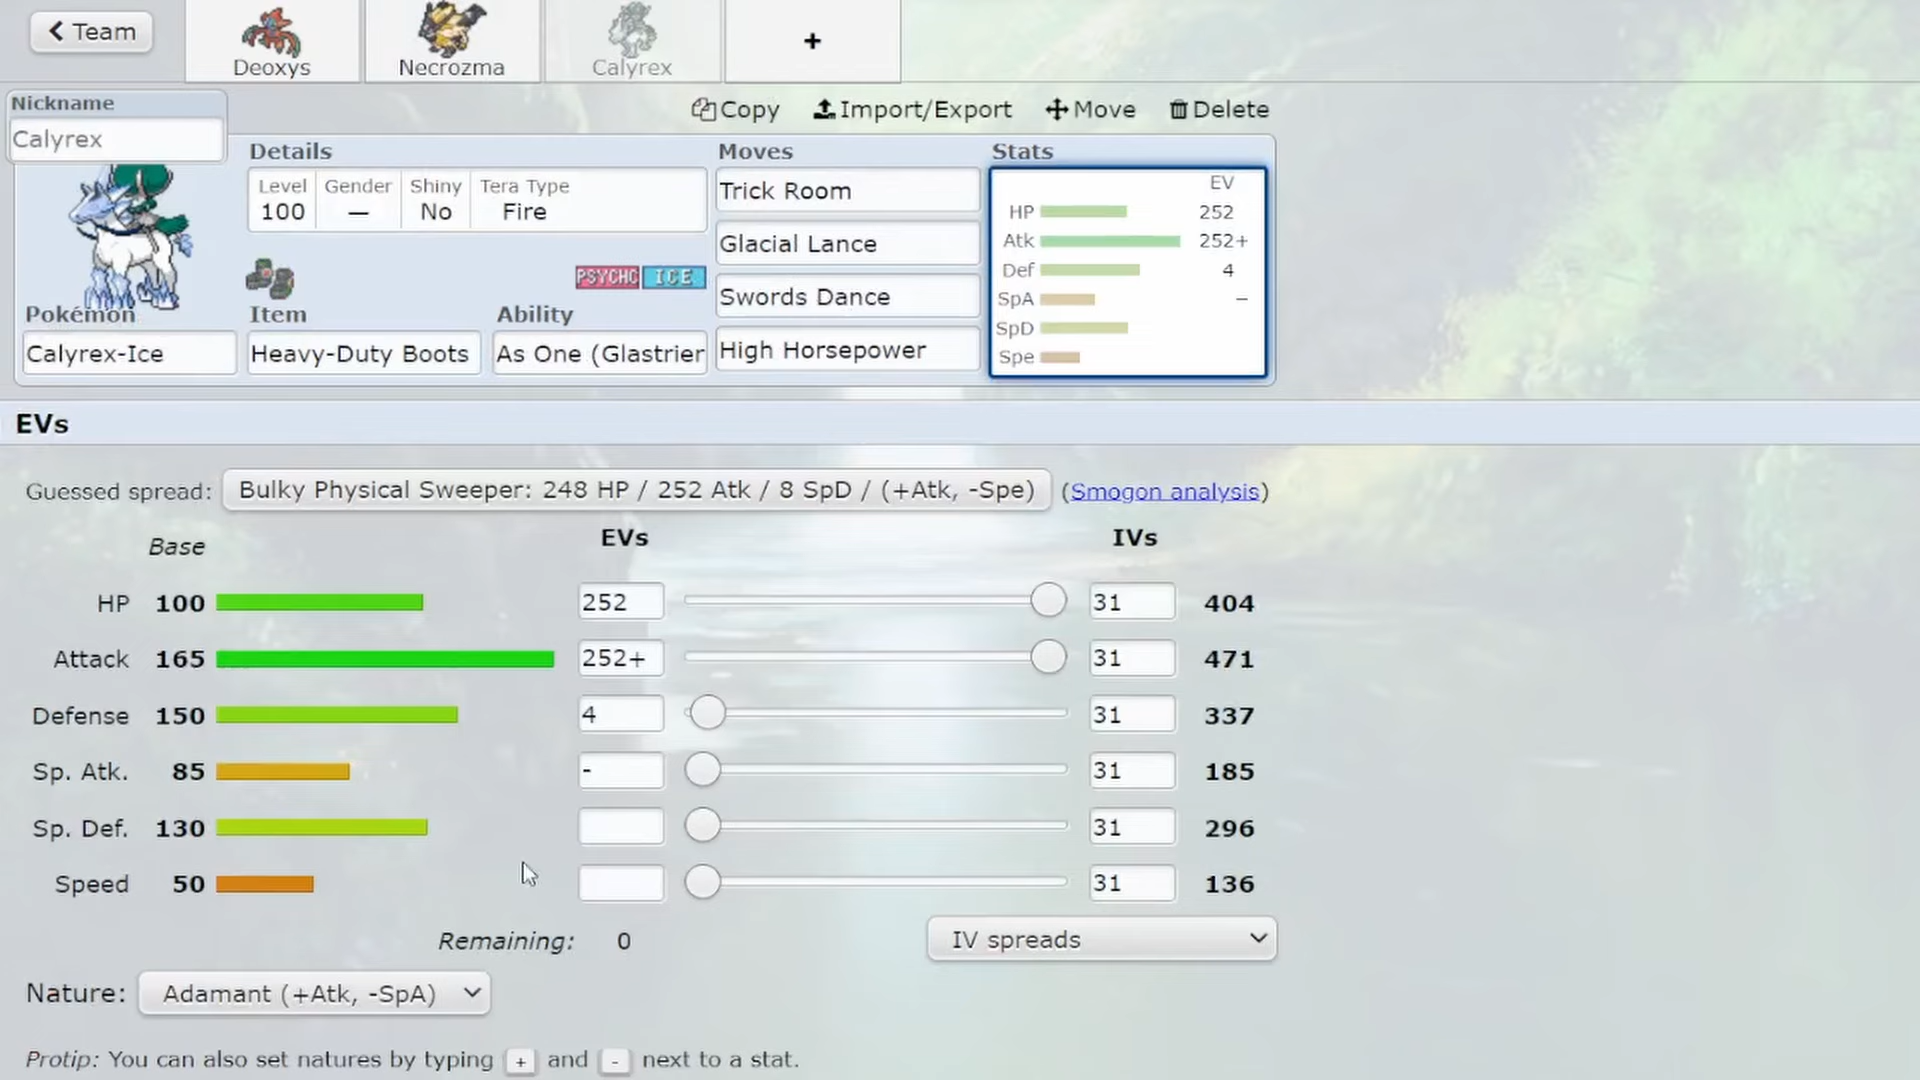 Team
Deoxys
Necrozma
Calyrex
+
Nickname
Calyrex
Copy
Import/Export
Move
Delete
Details
Moves
Stats
Level
100
Gender
—
Shiny
No
Tera Type
Fire
PSYCHC
ICE
Pokémon
Calyrex-Ice
Item
Heavy-Duty Boots
Ability
As One (Glastrier
Trick Room
Glacial Lance
Swords Dance
High Horsepower
EV
HP 252
Atk 252+
Def 4
SpA –
SpD
Spe
EVs
Guessed spread: Bulky Physical Sweeper: 248 HP / 252 Atk / 8 SpD / (+Atk, -Spe) (Smogon analysis)
Base EVs IVs
HP 100 252 31 404
Attack 165 252+ 31 471
Defense 150 4 31 337
Sp. Atk. 85 - 31 185
Sp. Def. 130 31 296
Speed 50 31 136
Remaining: 0
IV spreads
Nature: Adamant (+Atk, -SpA)
Protip: You can also set natures by typing + and - next to a stat.